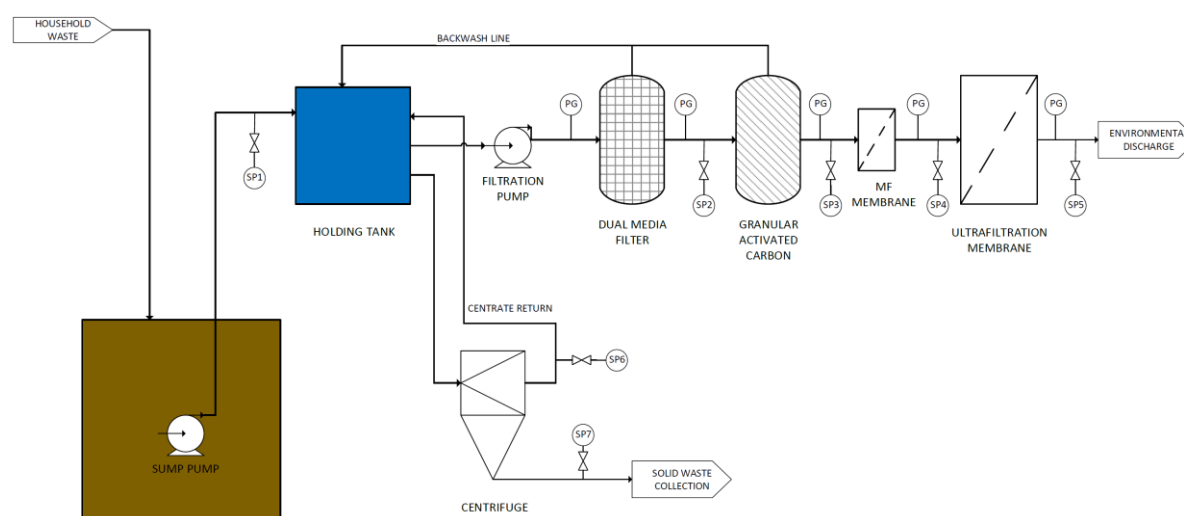 HOUSEHOLD
WASTE
BACKWASH LINE
PG
PG
PG
PG
PG
ENVIRONMENTAL
DISCHARGE
SP1
FILTRATION
PUMP
MF
MEMBRANE
SP2
SP3
SP4
SP5
HOLDING TANK
DUAL MEDIA
FILTER
GRANULAR
ACTIVATED
CARBON
ULTRAFILTRATION
MEMBRANE
CENTRATE RETURN
SP6
SP7
SUMP PUMP
SOLID WASTE
COLLECTION
CENTRIFUGE